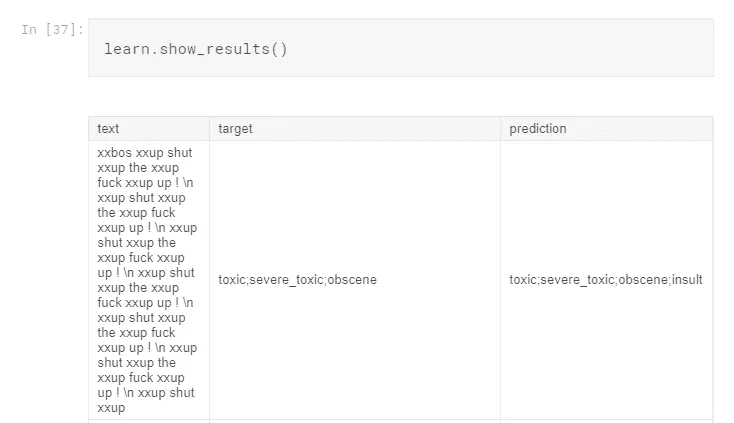 In [37]:
learn.show_results()
text target prediction
xxbos xxup shut
xxup the xxup
fuck xxup up ! \n
xxup shut xxup
the xxup fuck
xxup up ! \n xxup
shut xxup the
xxup fuck xxup
up ! \n xxup shut
xxup the xxup
fuck xxup up ! \n
xxup shut xxup
the xxup fuck
xxup up ! \n xxup
shut xxup the
xxup fuck xxup
up ! \n xxup shut
xxup
toxic;severe_toxic;obscene
toxic;severe_toxic;obscene;insult